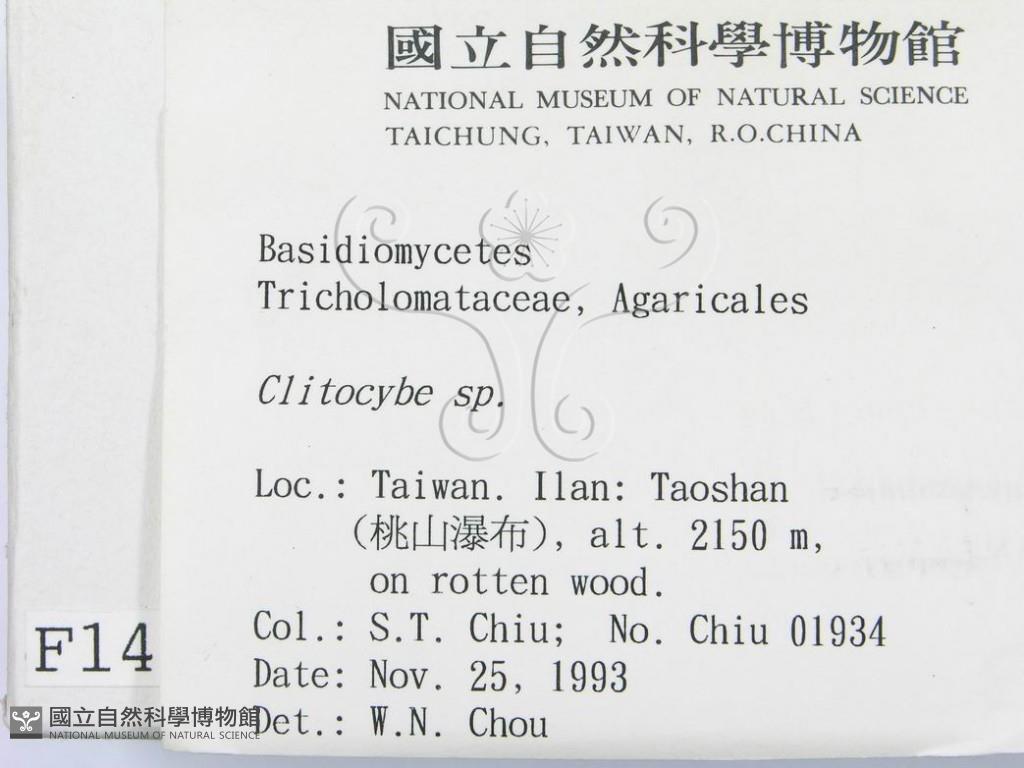 國立自然科學博物館
NATIONAL MUSEUM OF NATURAL SCIENCE
TAICHUNG, TAIWAN, R.O.CHINA
Basidiomycetes
Tricholomataceae, Agaricales
Clitocybe sp.
Loc.: Taiwan. Ilan: Taoshan
(桃山瀑布), alt. 2150 m,
on rotten wood.
Col.: S.T. Chiu; No. Chiu 01934
Date: Nov. 25, 1993
Det.: W.N. Chou
F14
國立自然科學博物館
NATIONAL MUSEUM OF NATURAL SCIENCE